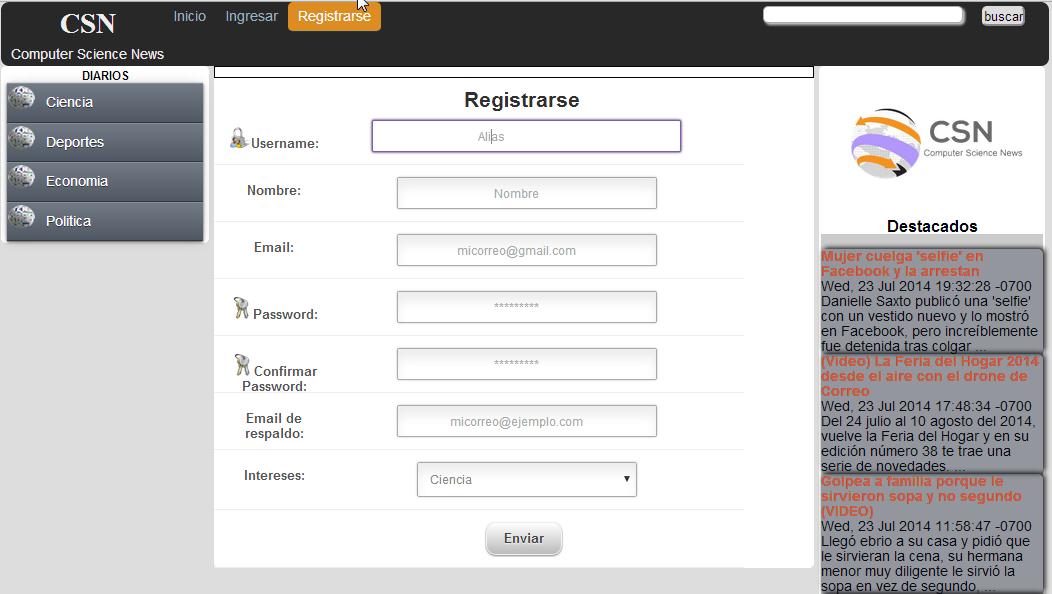 CSN
Inicio
Ingresar
Registrarse
buscar
Computer Science News
DIARIOS
Ciencia
Deportes
Economia
Politica
Registrarse
Username:
Alias
Nombre:
Nombre
Email:
micorreo@gmail.com
Password:
*********
Confirmar
Password:
*********
Email de
respaldo:
micorreo@ejemplo.com
Intereses:
Ciencia
Enviar
CSN
Computer Science News
Destacados
Mujer cuelga 'selfie' en
Facebook y la arrestan
Wed, 23 Jul 2014 19:32:28 -0700
Danielle Saxto publicó una 'selfie'
con un vestido nuevo y lo mostró
en Facebook, pero increíblemente
fue detenida tras colgar ...
(Video) La Feria del Hogar 2014
desde el aire con el drone de
Correo
Wed, 23 Jul 2014 17:48:34 -0700
Del 24 julio al 10 agosto del 2014,
vuelve la Feria del Hogar y en su
edición número 38 te trae una
serie de novedades. ...
Golpea a familia porque le
sirvieron sopa y no segundo
(VIDEO)
Wed, 23 Jul 2014 11:58:47 -0700
Llegó ebrio a su casa y pidió que
le sirvieran la cena, su hermana
menor muy diligente le sirvió la
sopa en vez de segundo. ...